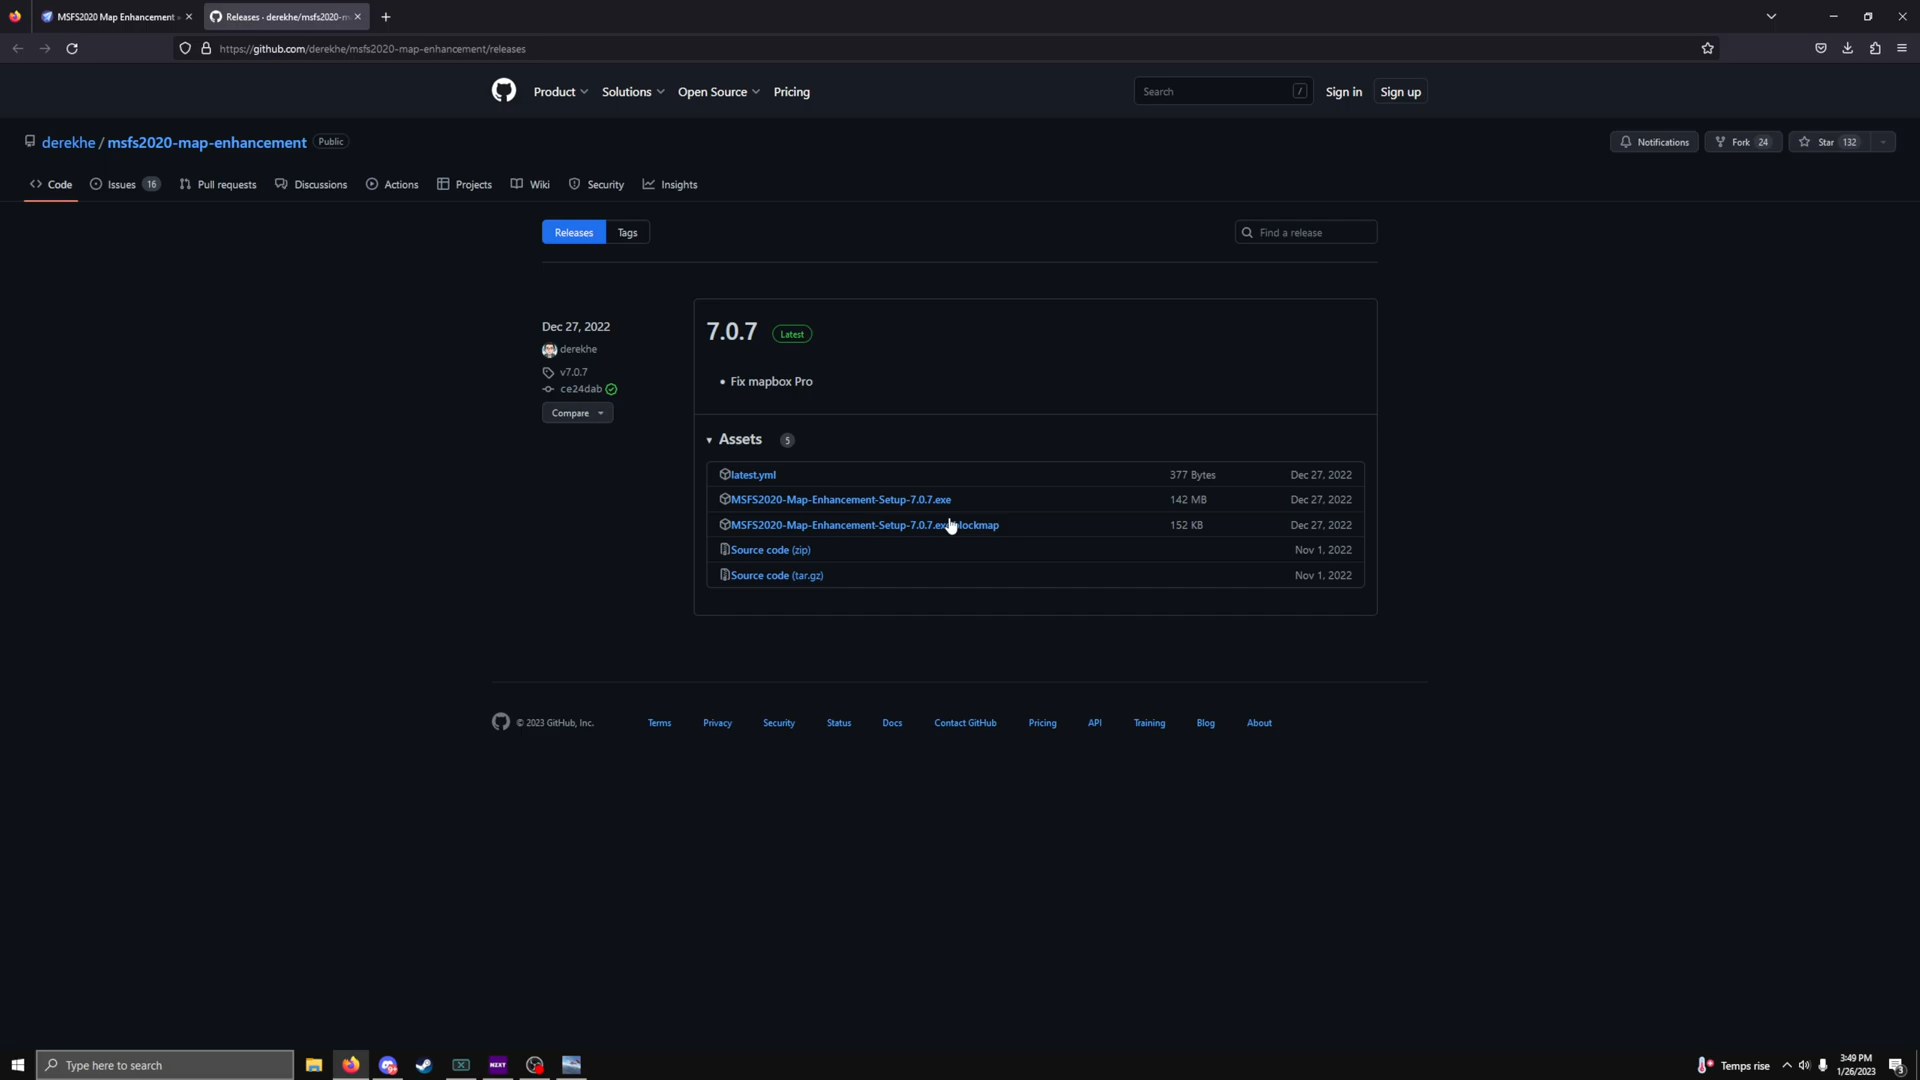 MSFS2020 Map Enhancement
Releases · derekhe/msfs2020-m
https://github.com/derekhe/msfs2020-map-enhancement/releases
Product
Solutions
Open Source
Pricing
Search
/
Sign in
Sign up
derekhe / msfs2020-map-enhancement
Public
Notifications
Fork 24
Star 132
Code
Issues 16
Pull requests
Discussions
Actions
Projects
Wiki
Security
Insights
Releases
Tags
Find a release
Dec 27, 2022
derekhe
v7.0.7
ce24dab
Compare
7.0.7
Latest
• Fix mapbox Pro
Assets 5
latest.yml 377 Bytes Dec 27, 2022
MSFS2020-Map-Enhancement-Setup-7.0.7.exe 142 MB Dec 27, 2022
MSFS2020-Map-Enhancement-Setup-7.0.7.exe.blockmap 152 KB Dec 27, 2022
Source code (zip) Nov 1, 2022
Source code (tar.gz) Nov 1, 2022
© 2023 GitHub, Inc.
Terms
Privacy
Security
Status
Docs
Contact GitHub
Pricing
API
Training
Blog
About
Type here to search
NZXT
Temps rise
3:49 PM
1/26/2023
3